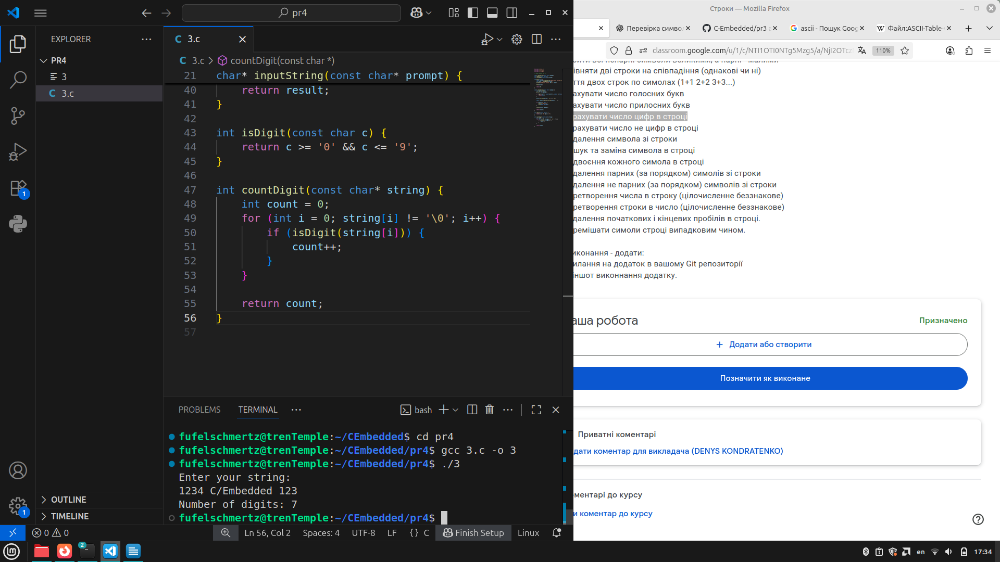 pr4
EXPLORER
PR4
3
C 3.c
OUTLINE
TIMELINE
C 3.c
C 3.c > countDigit(const char *)
21 char* inputString(const char* prompt) {
40 return result;
41 }
42
43 int isDigit(const char c) {
44 return c >= '0' && c <= '9';
45 }
46
47 int countDigit(const char* string) {
48 int count = 0;
49 for (int i = 0; string[i] != '\0'; i++) {
50 if (isDigit(string[i])) {
51 count++;
52 }
53 }
54
55 return count;
56 }
57
PROBLEMS TERMINAL
bash
fufelschmertz@trenTemple:~/CEmbedded$ cd pr4
fufelschmertz@trenTemple:~/CEmbedded/pr4$ gcc 3.c -o 3
fufelschmertz@trenTemple:~/CEmbedded/pr4$ ./3
Enter your string:
1234 C/Embedded 123
Number of digits: 7
fufelschmertz@trenTemple:~/CEmbedded/pr4$
1
1
0 0
Ln 56, Col 2 Spaces: 4 UTF-8 LF {} C Finish Setup Linux
Строки — Mozilla Firefox
Перевірка симво
C-Embedded/pr3
ascii - Пошук Goog
Файл:ASCII-Table-
classroom.google.com/u/1/c/NTI1OTI0NTg5Mzg5/a/NjI2OTcz
110%
івняти дві строки на співпадіння (однакові чи ні)
ття двох строк по символах (1+1 2+2 3+3...)
ахувати число голосних букв
ахувати число прилосних букв
рахувати число цифр в строці
рахувати число не цифр в строці
далення символа зі строки
шук та заміна символа в строці
двоєння кожного симола в строці
далення парних (за порядком) симолів зі строки
далення не парних (за порядком) символів зі строки
ретворення числа в строку (цілочисленне беззнакове)
ретворення строки в число (цілочисленне беззнакове)
далення початкових і кінцевих пробілів в строці.
ремішати симоли строці випадковим чином.
иконання - додати:
илання на додаток в вашому Git репозиторії
іншот виконнання додатку.
аша робота
Призначено
+ Додати або створити
Позначити як виконане
Приватні коментарі
дати коментар для викладача (DENYS KONDRATENKO)
ментарі до курсу
и коментар до курсу
2
en
17:34